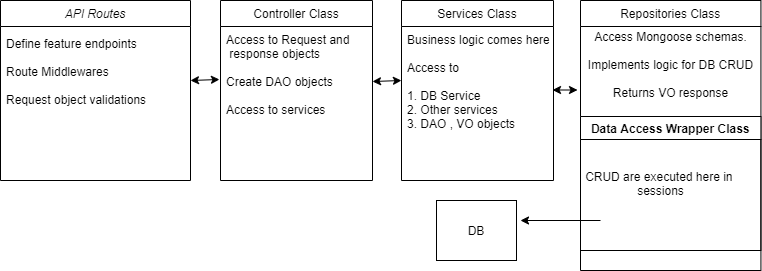 API Routes
Define feature endpoints
Route Middlewares
Request object validations
Controller Class
Access to Request and
response objects
Create DAO objects
Access to services
Services Class
Business logic comes here
Access to
1. DB Service
2. Other services
3. DAO , VO objects
Repositories Class
Access Mongoose schemas.
Implements logic for DB CRUD
Returns VO response
Data Access Wrapper Class
CRUD are executed here in
sessions
DB